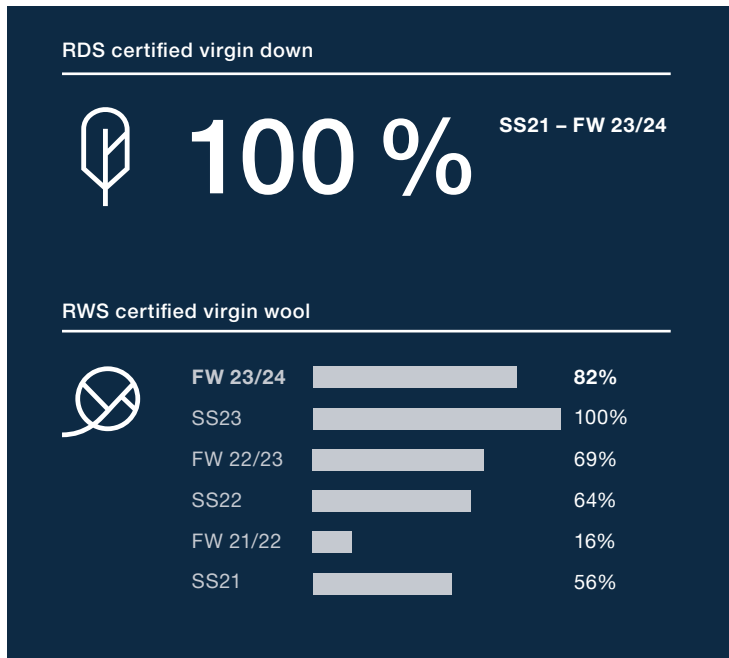 RDS certified virgin down
100 %
SS21 – FW 23/24
RWS certified virgin wool
FW 23/24 82%
SS23 100%
FW 22/23 69%
SS22 64%
FW 21/22 16%
SS21 56%